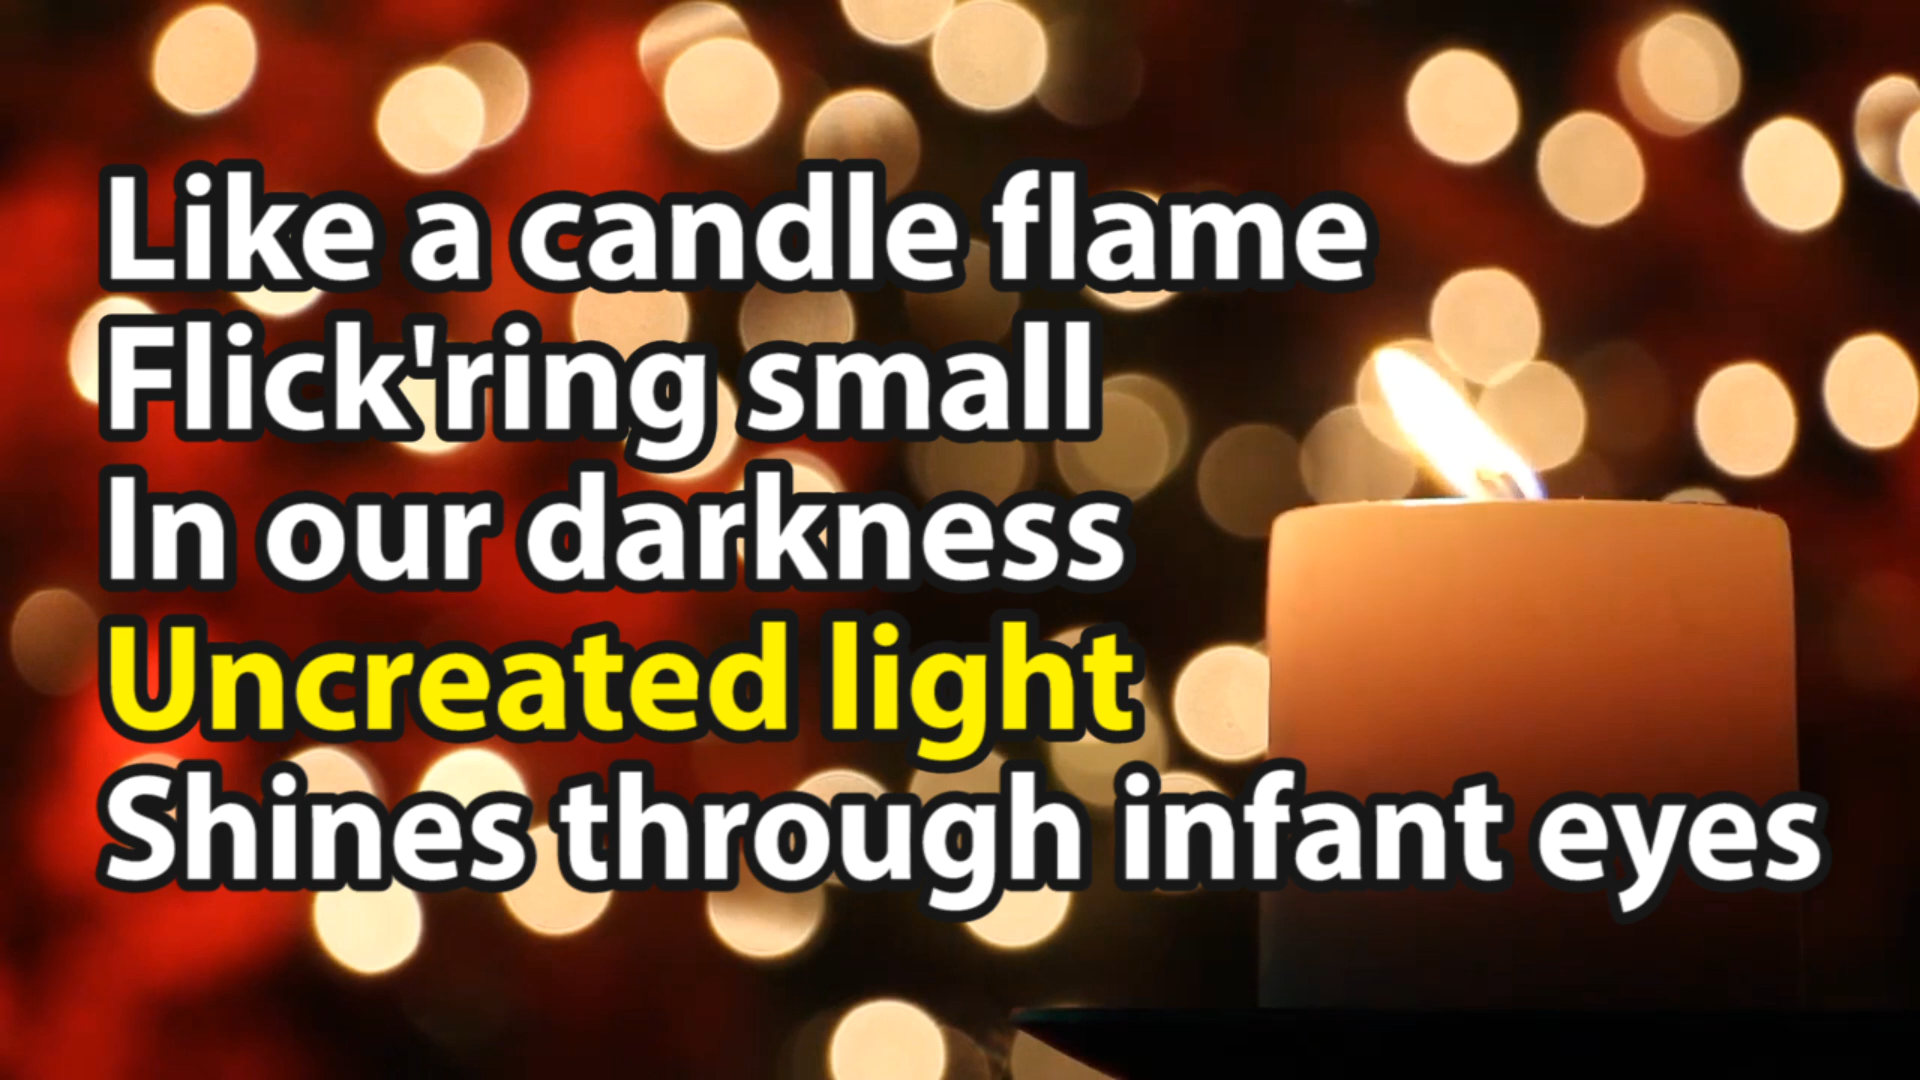 Like a candle flame
Flick'ring small
In our darkness
Uncreated light
Shines through infant eyes